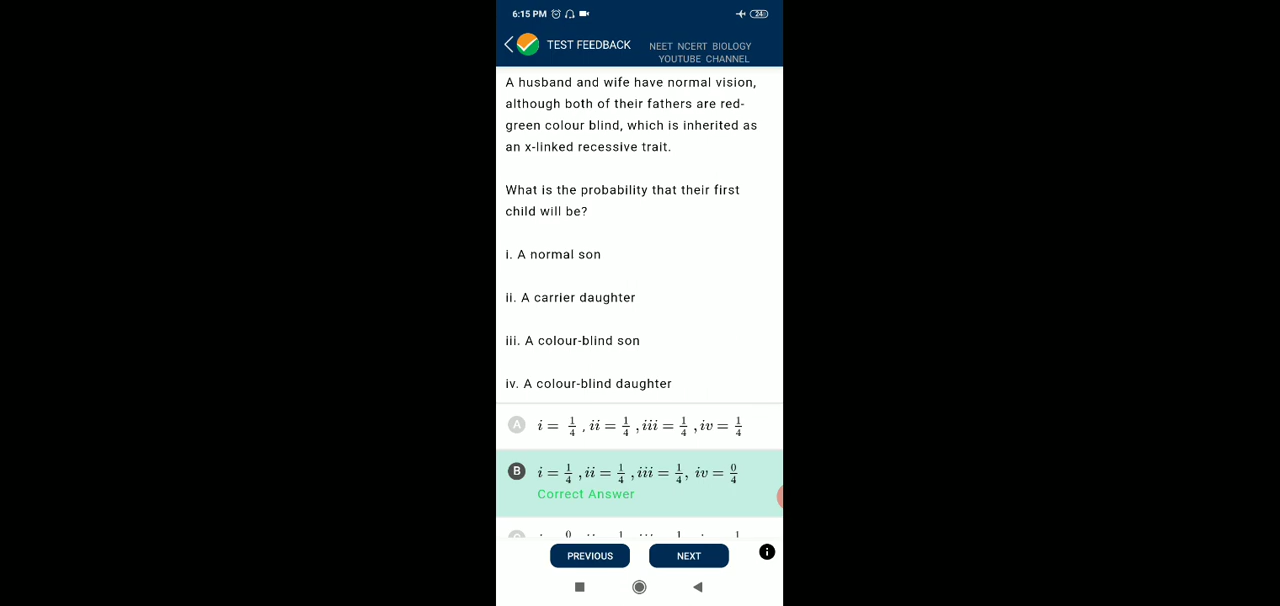 6:15 PM 24
TEST FEEDBACK NEET NCERT BIOLOGY
YOUTUBE CHANNEL
A husband and wife have normal vision,
although both of their fathers are red-
green colour blind, which is inherited as
an x-linked recessive trait.
What is the probability that their first
child will be?
i. A normal son
ii. A carrier daughter
iii. A colour-blind son
iv. A colour-blind daughter
A i = 1/4 , ii = 1/4 , iii = 1/4 , iv = 1/4
B i = 1/4 , ii = 1/4 , iii = 1/4, iv = 0/4
Correct Answer
PREVIOUS NEXT i